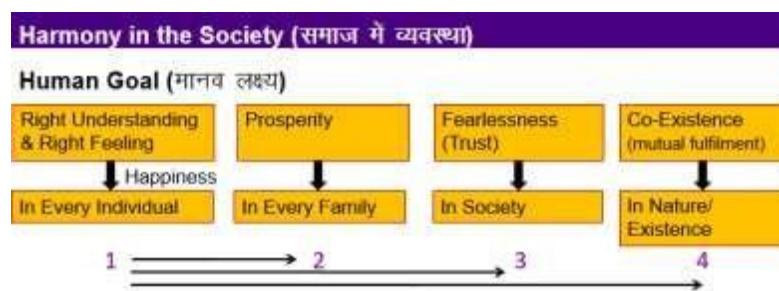 Harmony in the Society (समाज में व्यवस्था)
Human Goal (मानव लक्ष्य)
Right Understanding
& Right Feeling
Prosperity
Fearlessness
(Trust)
Co-Existence
(mutual fulfilment)
Happiness
In Every Individual
In Every Family
In Society
In Nature/
Existence
1 2 3 4